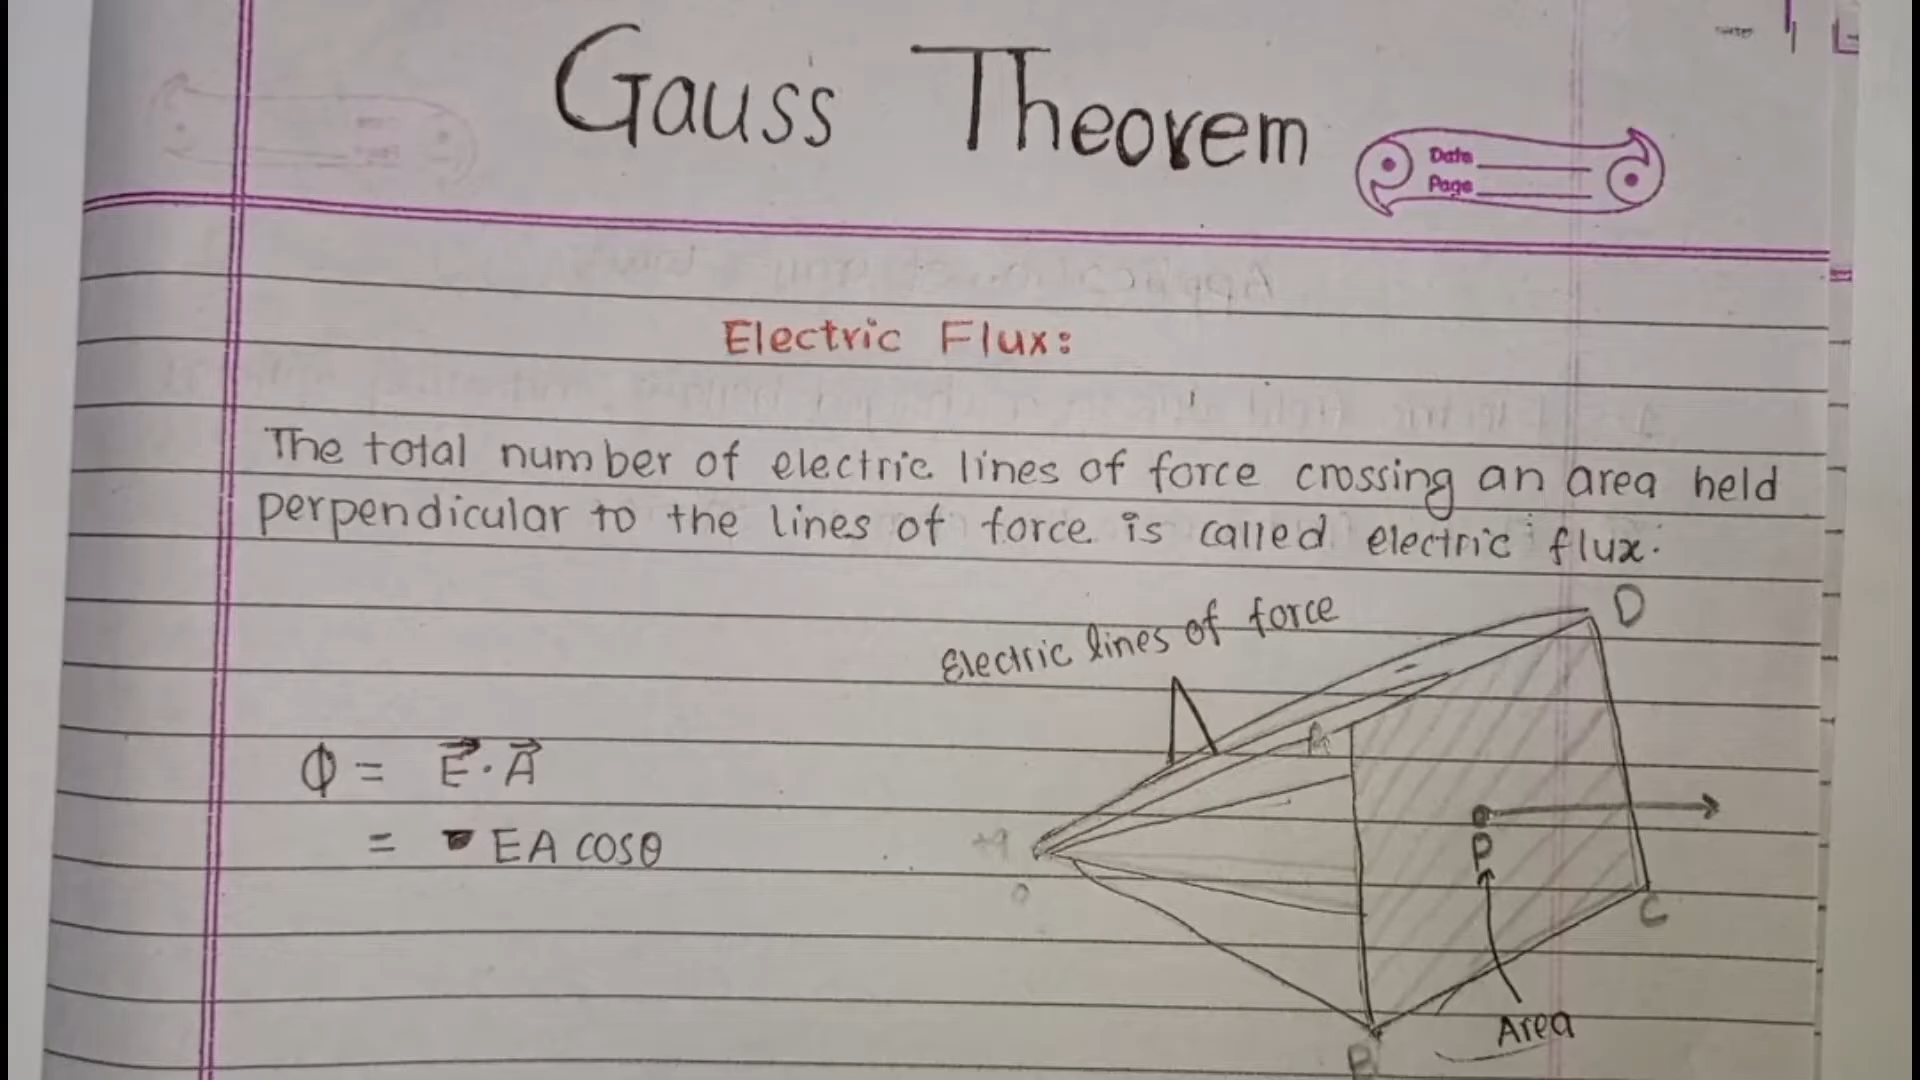 Gauss Theorem
Date
Page
Electric Flux:
The total number of electric lines of force crossing an area held
perpendicular to the lines of force is called electric flux.
Electric lines of force
D
A
ϕ = E⃗ · A⃗
= EA cosθ
P
C
Area
B